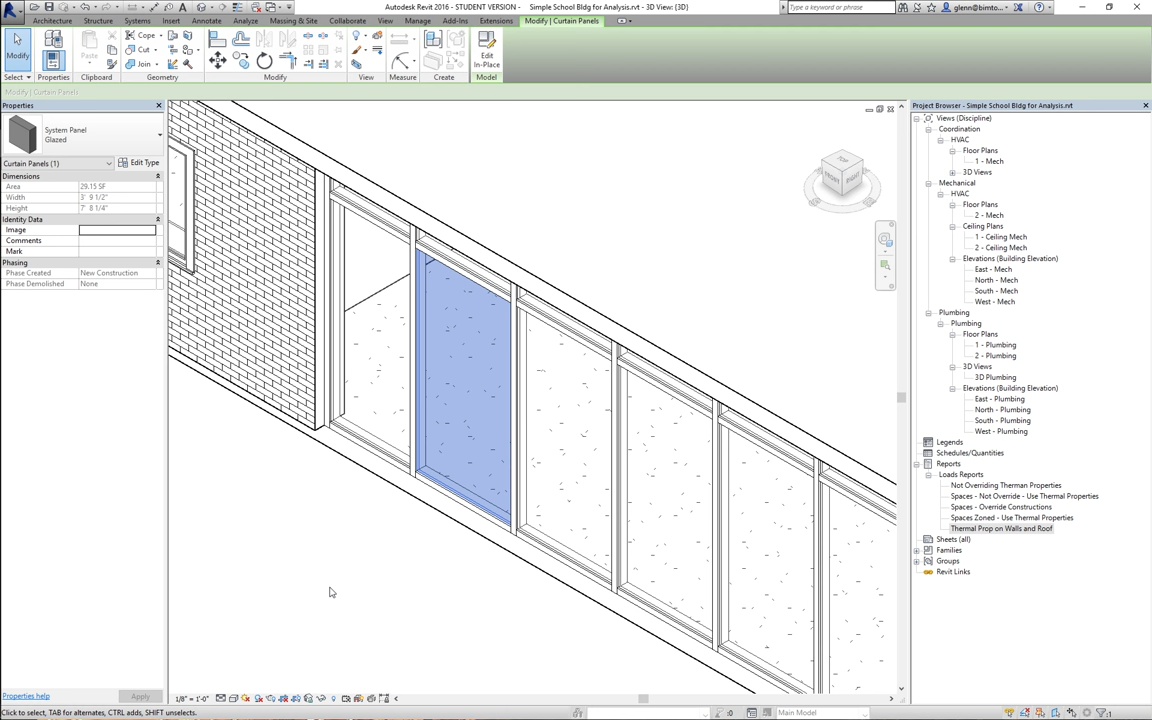 Autodesk Revit 2016 - STUDENT VERSION - Simple School Bldg for Analysis.rvt - 3D View: {3D}
Type a keyword or phrase
glenn@bimto...
Architecture Structure Systems Insert Annotate Analyze Massing & Site Collaborate View Manage Add-Ins Extensions Modify | Curtain Panels
Modify
Paste
Cope
Cut
Join
Edit
In-Place
Select Properties Clipboard Geometry Modify View Measure Create Model
Modify | Curtain Panels
Properties
System Panel
Glazed
Curtain Panels (1)
Edit Type
Dimensions
Area 29.15 SF
Width 3' 9 1/2"
Height 7' 8 1/4"
Identity Data
Image
Comments
Mark
Phasing
Phase Created New Construction
Phase Demolished None
Properties help
Apply
TOP
FRONT
RIGHT
Project Browser - Simple School Bldg for Analysis.rvt
Views (Discipline)
Coordination
HVAC
Floor Plans
1 - Mech
3D Views
Mechanical
HVAC
Floor Plans
2 - Mech
Ceiling Plans
1 - Ceiling Mech
2 - Ceiling Mech
Elevations (Building Elevation)
East - Mech
North - Mech
South - Mech
West - Mech
Plumbing
Plumbing
Floor Plans
1 - Plumbing
2 - Plumbing
3D Views
3D Plumbing
Elevations (Building Elevation)
East - Plumbing
North - Plumbing
South - Plumbing
West - Plumbing
Legends
Schedules/Quantities
Reports
Loads Reports
Not Overriding Therman Properties
Spaces - Not Override - Use Thermal Properties
Spaces - Override Constructions
Spaces Zoned - Use Thermal Properties
Thermal Prop on Walls and Roof
Sheets (all)
Families
Groups
Revit Links
1/8" = 1'-0"
Click to select, TAB for alternates, CTRL adds, SHIFT unselects.
:0
Main Model
:1